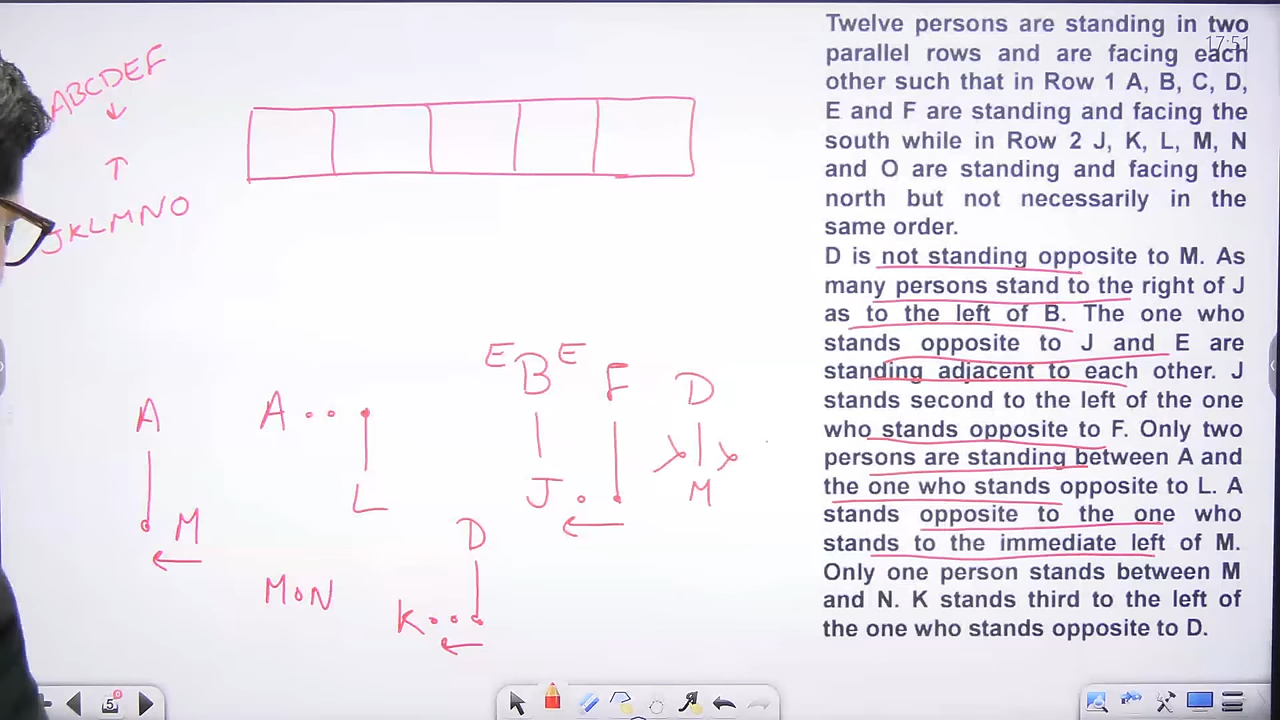 Twelve persons are standing in two
parallel rows and are facing each
other such that in Row 1 A, B, C, D,
E and F are standing and facing the
south while in Row 2 J, K, L, M, N
and O are standing and facing the
north but not necessarily in the
same order.
D is not standing opposite to M. As
many persons stand to the right of J
as to the left of B. The one who
stands opposite to J and E are
standing adjacent to each other. J
stands second to the left of the one
who stands opposite to F. Only two
persons are standing between A and
the one who stands opposite to L. A
stands opposite to the one who
stands to the immediate left of M.
Only one person stands between M
and N. K stands third to the left of
the one who stands opposite to D.
17:51
ABCDEF
JKLMNO
A
M
A
L
M N
E B E
J
F
D
M
D
K
5
0